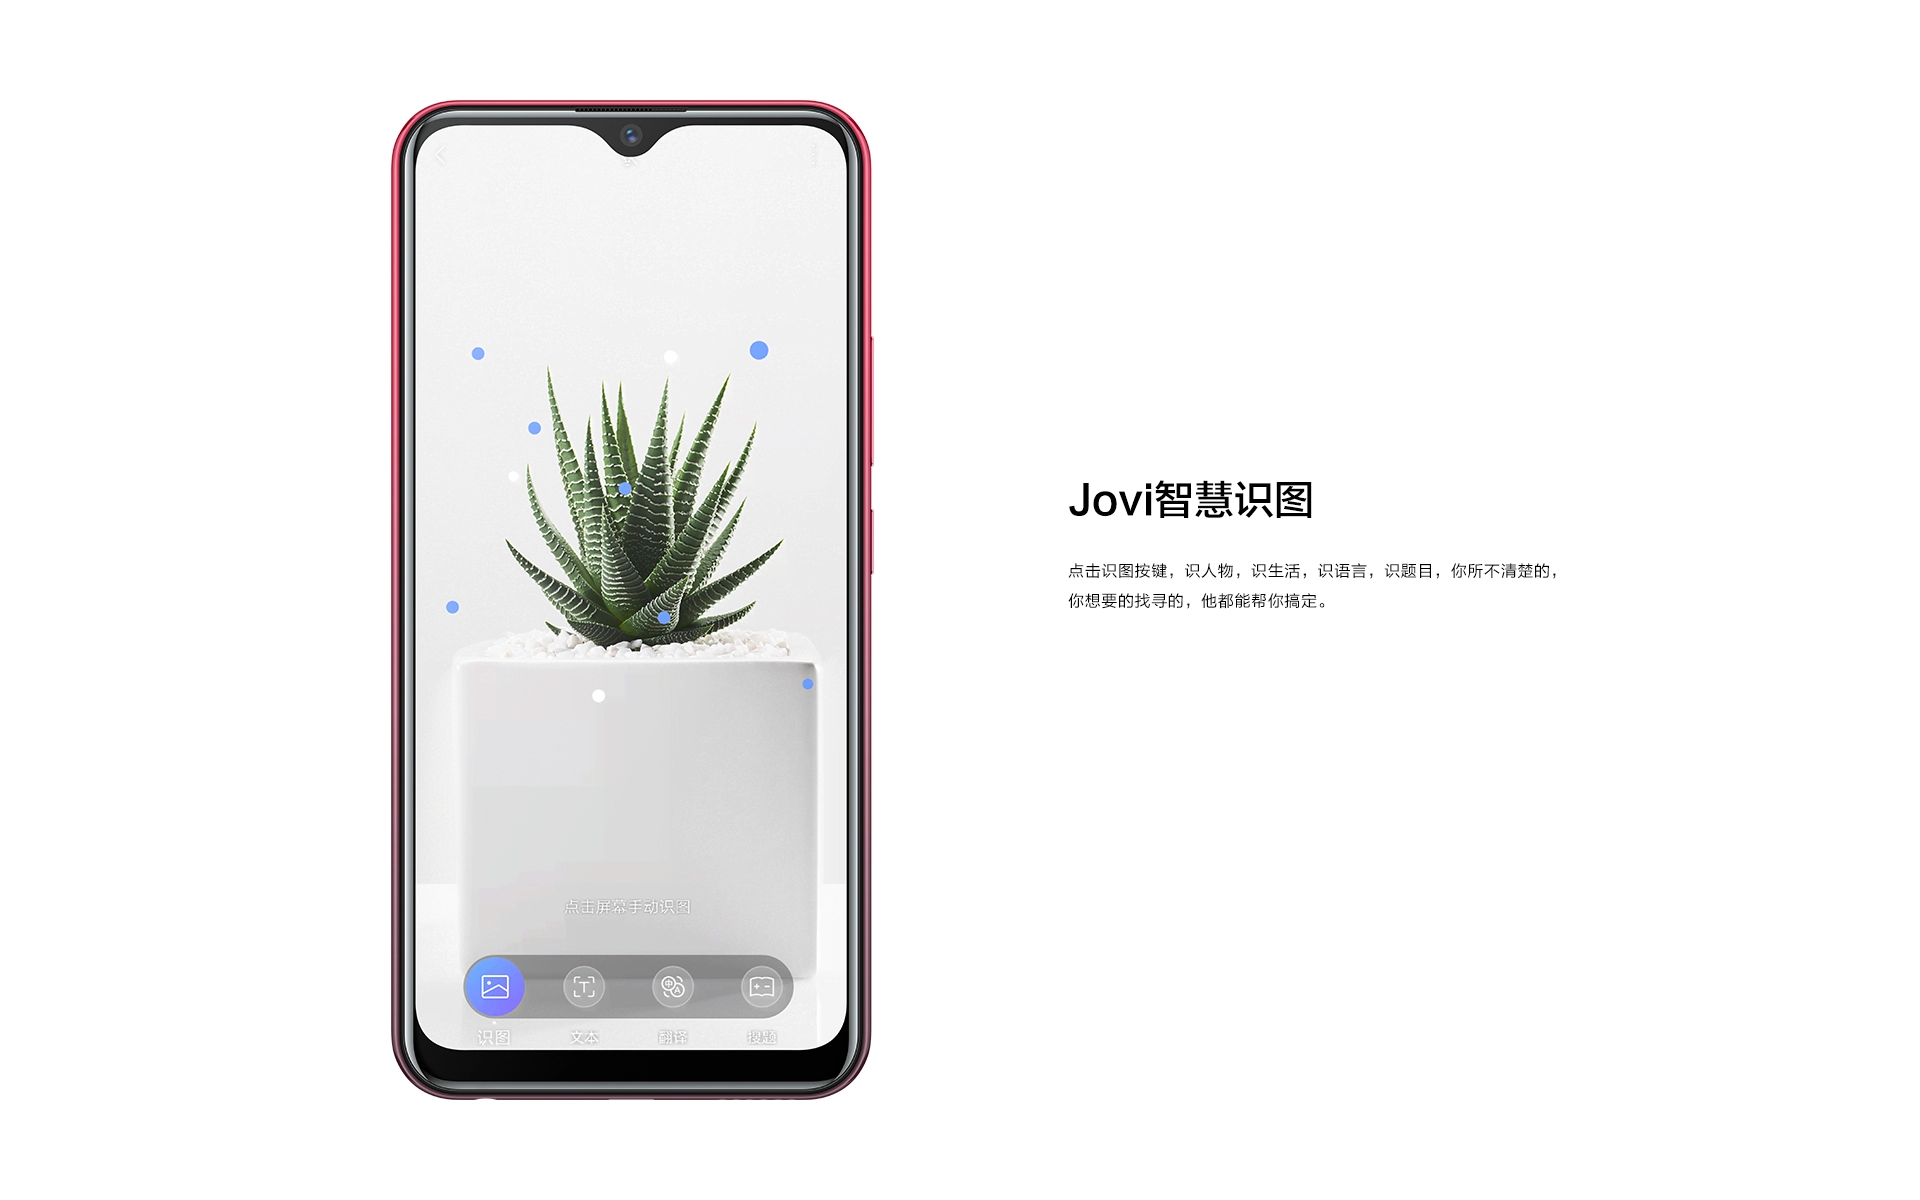 Jovi智慧识图
点击识图按键，识人物，识生活，识语言，识题目，你所不清楚的，
你想要的找寻的，他都能帮你搞定。
点击屏幕手动识图
识图 文本 翻译 搜题